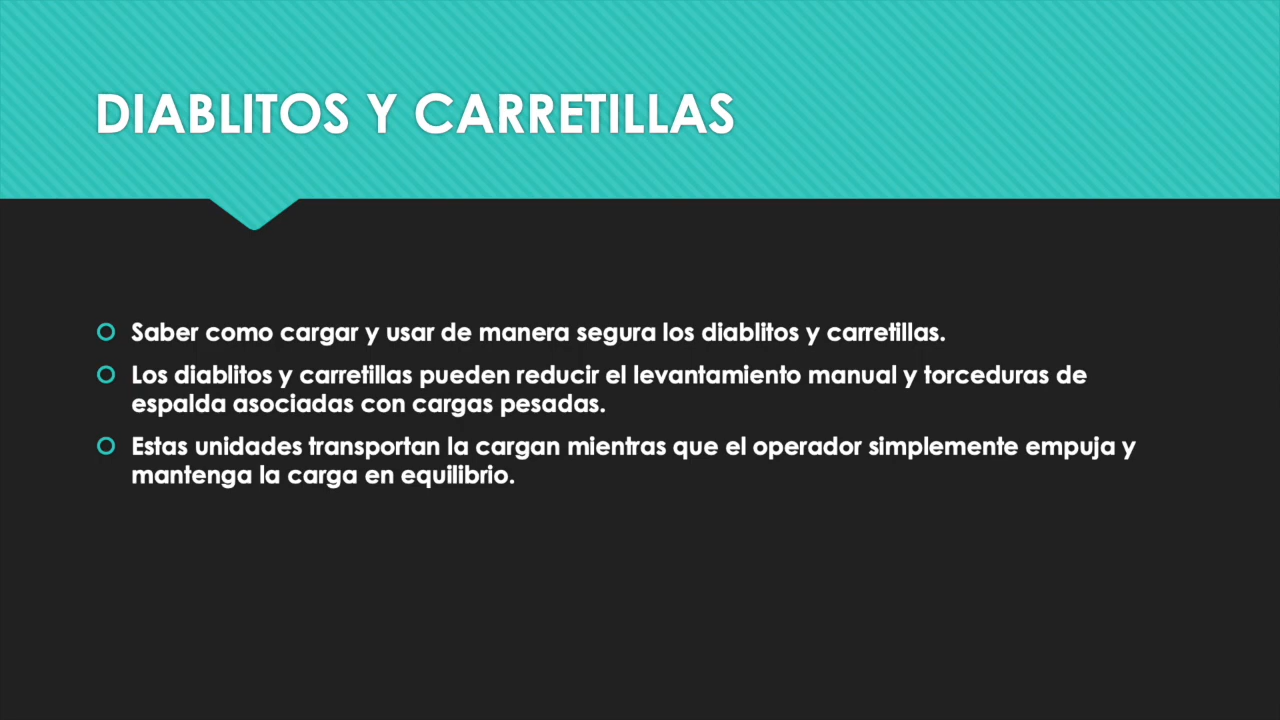 DIABLITOS Y CARRETILLAS
Saber como cargar y usar de manera segura los diablitos y carretillas.
Los diablitos y carretillas pueden reducir el levantamiento manual y torceduras de
espalda asociadas con cargas pesadas.
Estas unidades transportan la cargan mientras que el operador simplemente empuja y
mantenga la carga en equilibrio.